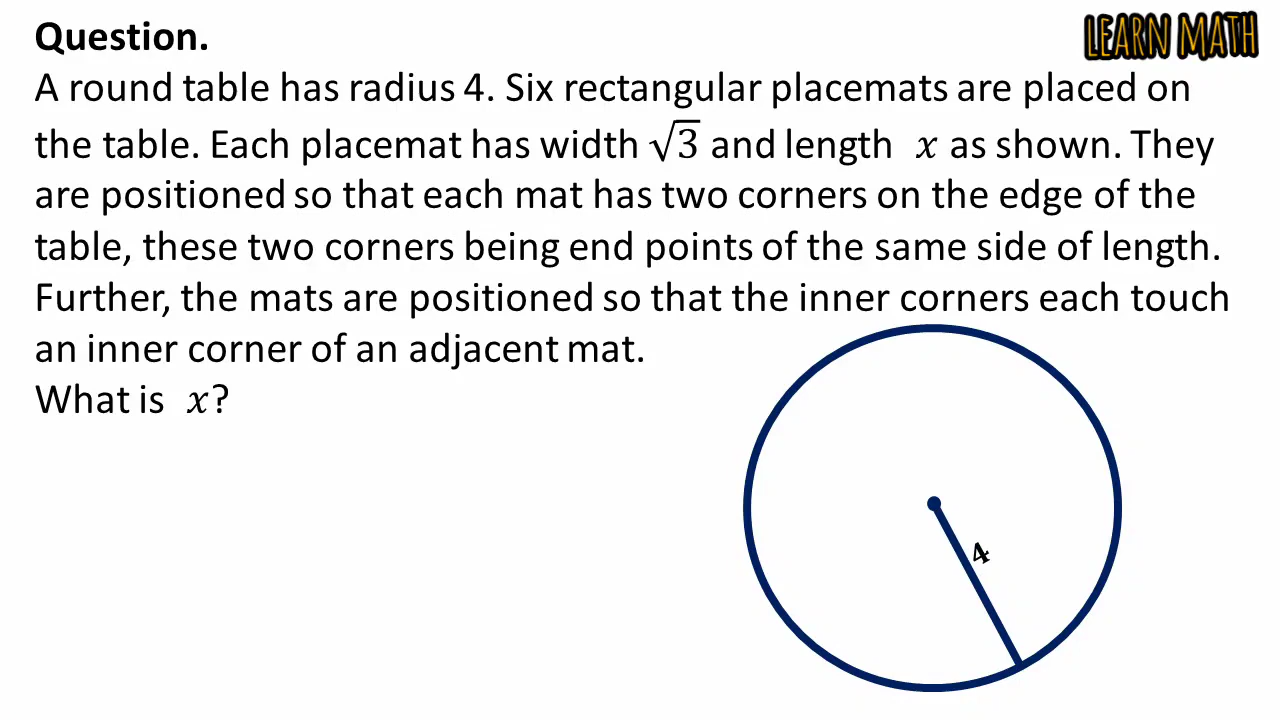 LEARN MATH
Question.
A round table has radius 4. Six rectangular placemats are placed on
the table. Each placemat has width √3 and length x as shown. They
are positioned so that each mat has two corners on the edge of the
table, these two corners being end points of the same side of length.
Further, the mats are positioned so that the inner corners each touch
an inner corner of an adjacent mat.
What is x?
4